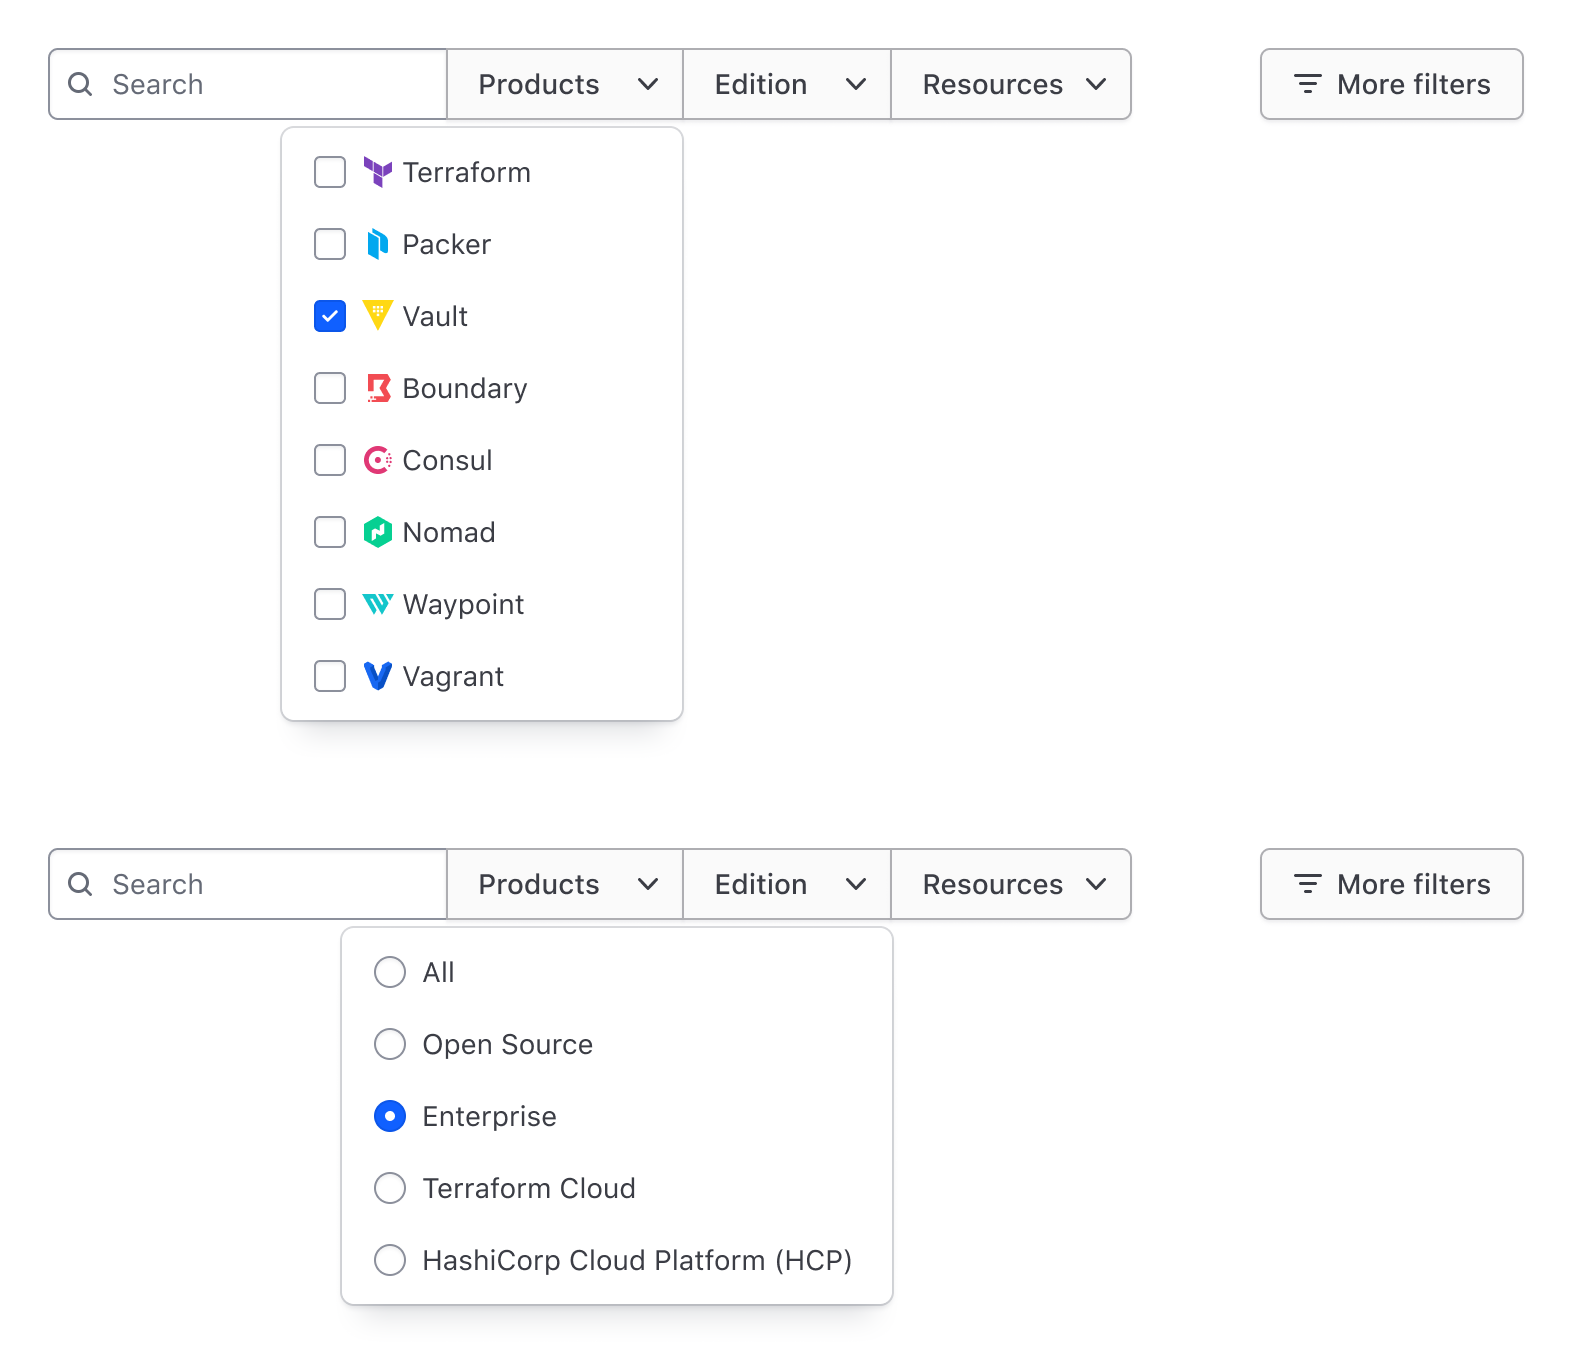 Search Products Edition Resources More filters
Terraform
Packer
Vault
Boundary
Consul
Nomad
Waypoint
Vagrant
Search Products Edition Resources More filters
All
Open Source
Enterprise
Terraform Cloud
HashiCorp Cloud Platform (HCP)